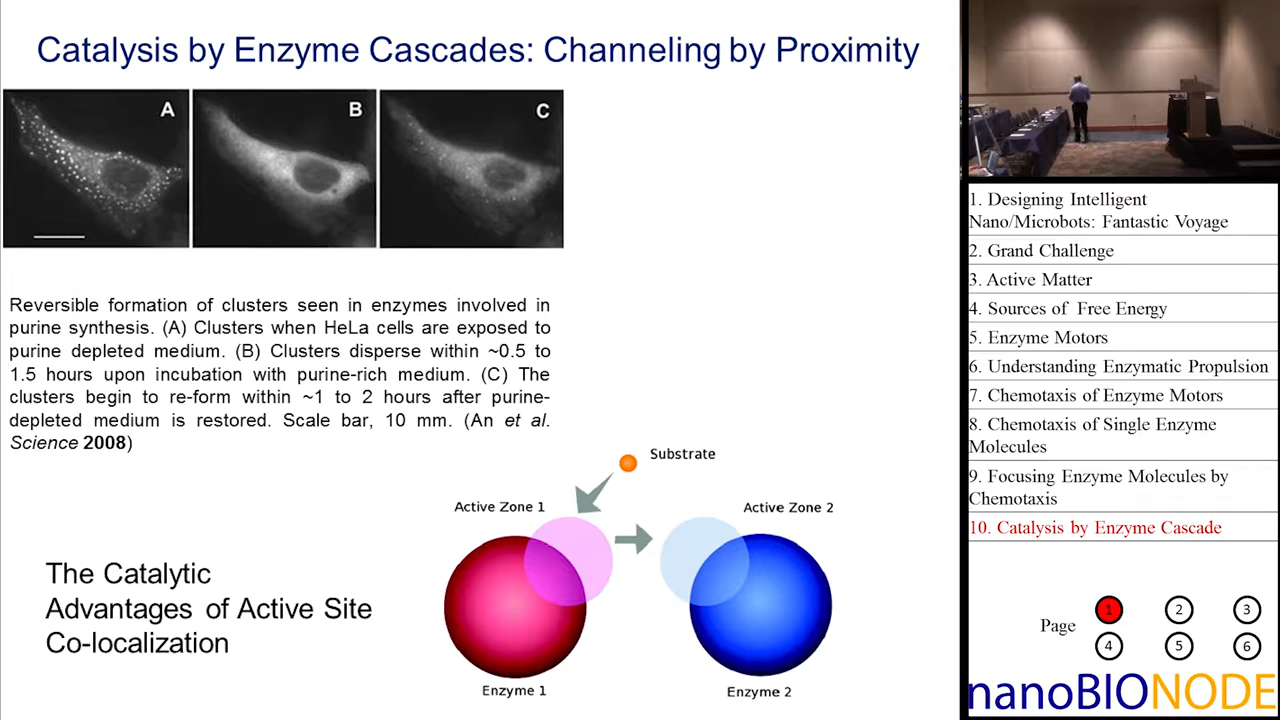 Catalysis by Enzyme Cascades: Channeling by Proximity
A
B
C
Reversible formation of clusters seen in enzymes involved in
purine synthesis. (A) Clusters when HeLa cells are exposed to
purine depleted medium. (B) Clusters disperse within ~0.5 to
1.5 hours upon incubation with purine-rich medium. (C) The
clusters begin to re-form within ~1 to 2 hours after purine-
depleted medium is restored. Scale bar, 10 mm. (An et al.
Science 2008)
Substrate
Active Zone 1
Active Zone 2
The Catalytic
Advantages of Active Site
Co-localization
Enzyme 1
Enzyme 2
1. Designing Intelligent
Nano/Microbots: Fantastic Voyage
2. Grand Challenge
3. Active Matter
4. Sources of Free Energy
5. Enzyme Motors
6. Understanding Enzymatic Propulsion
7. Chemotaxis of Enzyme Motors
8. Chemotaxis of Single Enzyme
Molecules
9. Focusing Enzyme Molecules by
Chemotaxis
10. Catalysis by Enzyme Cascade
Page
1 2 3
4 5 6
nanoBIONODE